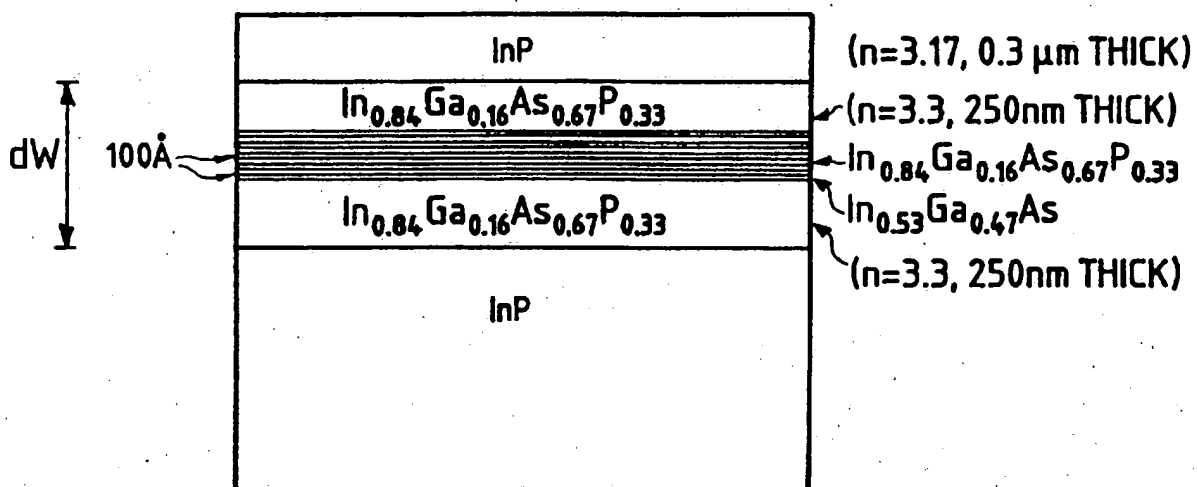 InP (n=3.17, 0.3 μm THICK)
In0.84Ga0.16As0.67P0.33 (n=3.3, 250nm THICK)
dW 100Å In0.84Ga0.16As0.67P0.33
In0.53Ga0.47As
In0.84Ga0.16As0.67P0.33
(n=3.3, 250nm THICK)
InP